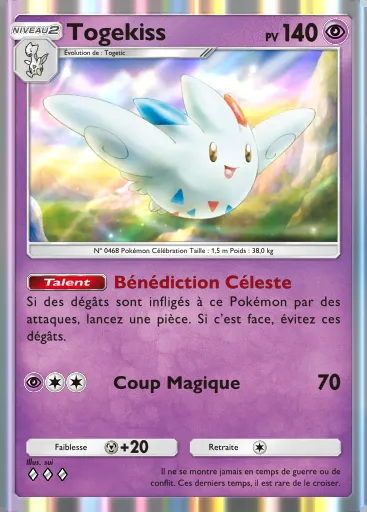 NIVEAU 2
Togekiss
PV 140
Évolution de : Togetic
N° 0468 Pokémon Célébration Taille : 1,5 m Poids : 38,0 kg
Talent Bénédiction Céleste
Si des dégâts sont infligés à ce Pokémon par des
attaques, lancez une pièce. Si c'est face, évitez ces
dégâts.
Coup Magique 70
Faiblesse +20 Retraite
Illus. sui
Il ne se montre jamais en temps de guerre ou de
conflit. Ces derniers temps, il est rare de le croiser.